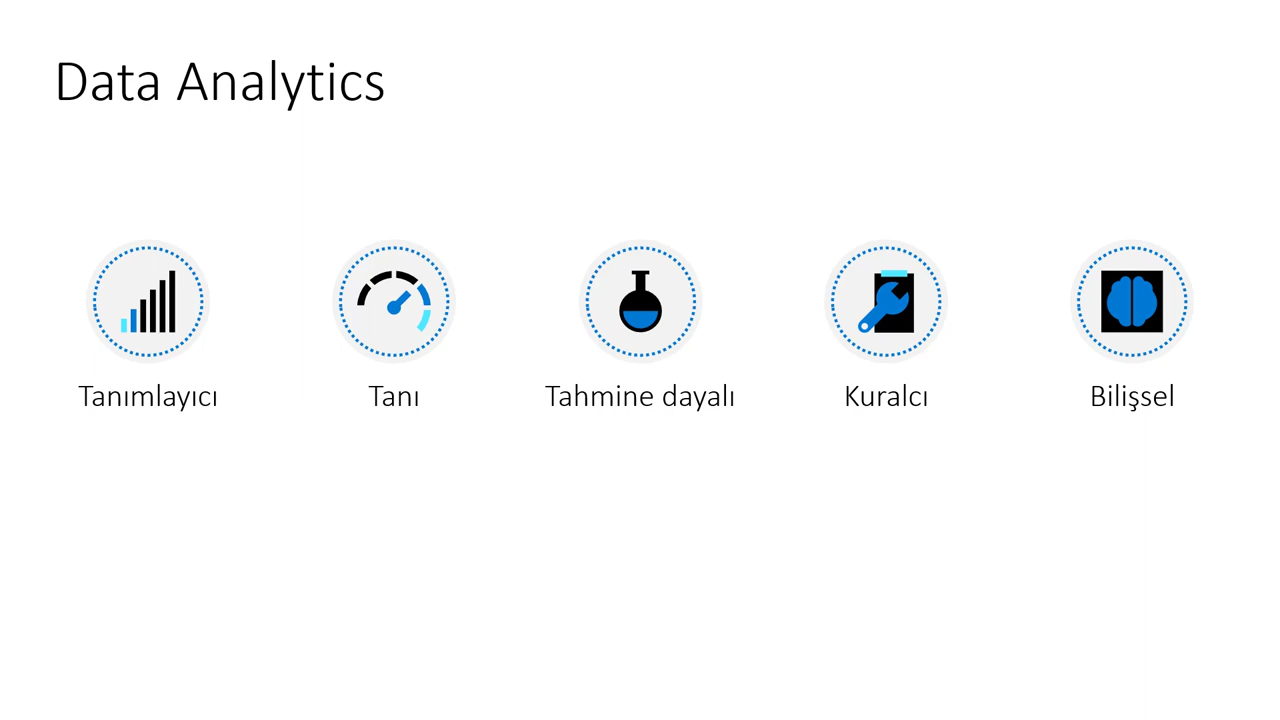 Data Analytics
Tanımlayıcı
Tanı
Tahmine dayalı
Kuralcı
Bilişsel